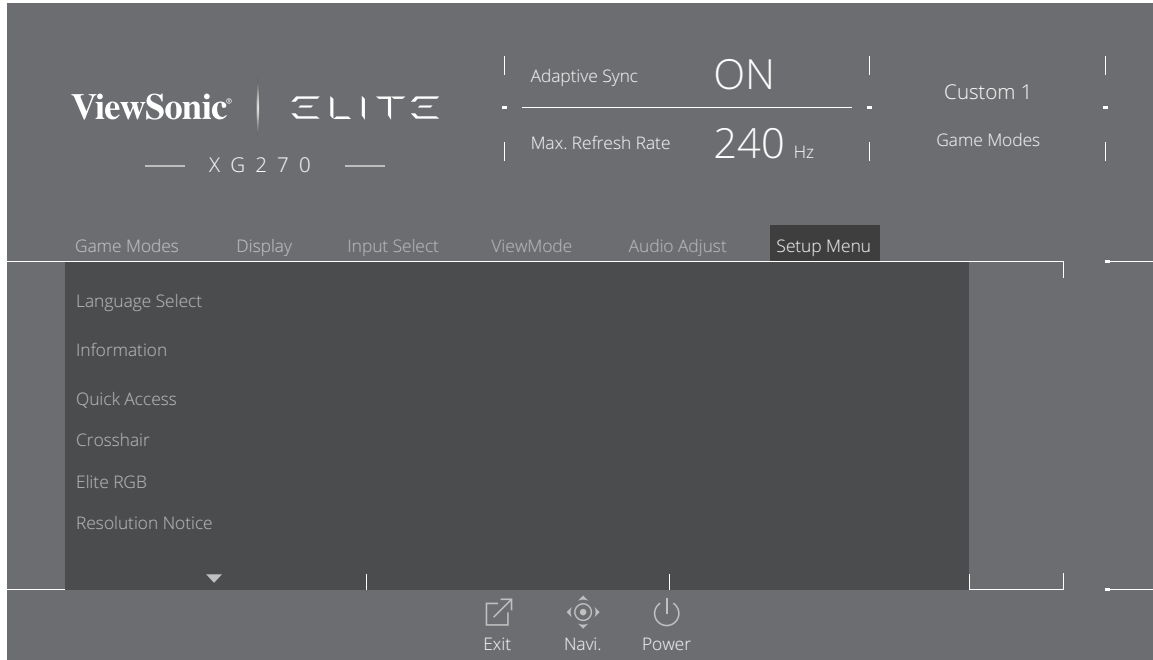 ViewSonic® ELITE
XG270
Adaptive Sync ON
Max. Refresh Rate 240 Hz
Custom 1
Game Modes
Game Modes Display Input Select ViewMode Audio Adjust Setup Menu
Language Select
Information
Quick Access
Crosshair
Elite RGB
Resolution Notice
Exit Navi. Power